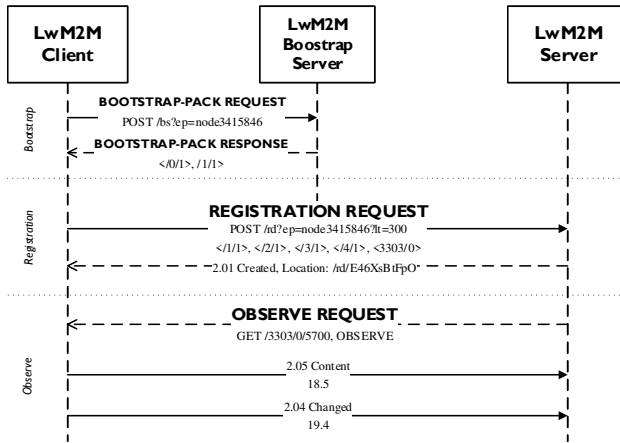 LwM2M
Client
LwM2M
Boostrap
Server
LwM2M
Server
Bootstrap
BOOTSTRAP-PACK REQUEST
POST /bs?ep=node3415846
BOOTSTRAP-PACK RESPONSE
</0/1>, /1/1>
Registration
REGISTRATION REQUEST
POST /rd?ep=node3415846?lt=300
</1/1>, </2/1>, </3/1>, </4/1>, <3303/0>
2.01 Created, Location: /rd/E46XsBtFpO
Observe
OBSERVE REQUEST
GET /3303/0/5700, OBSERVE
2.05 Content
18.5
2.04 Changed
19.4